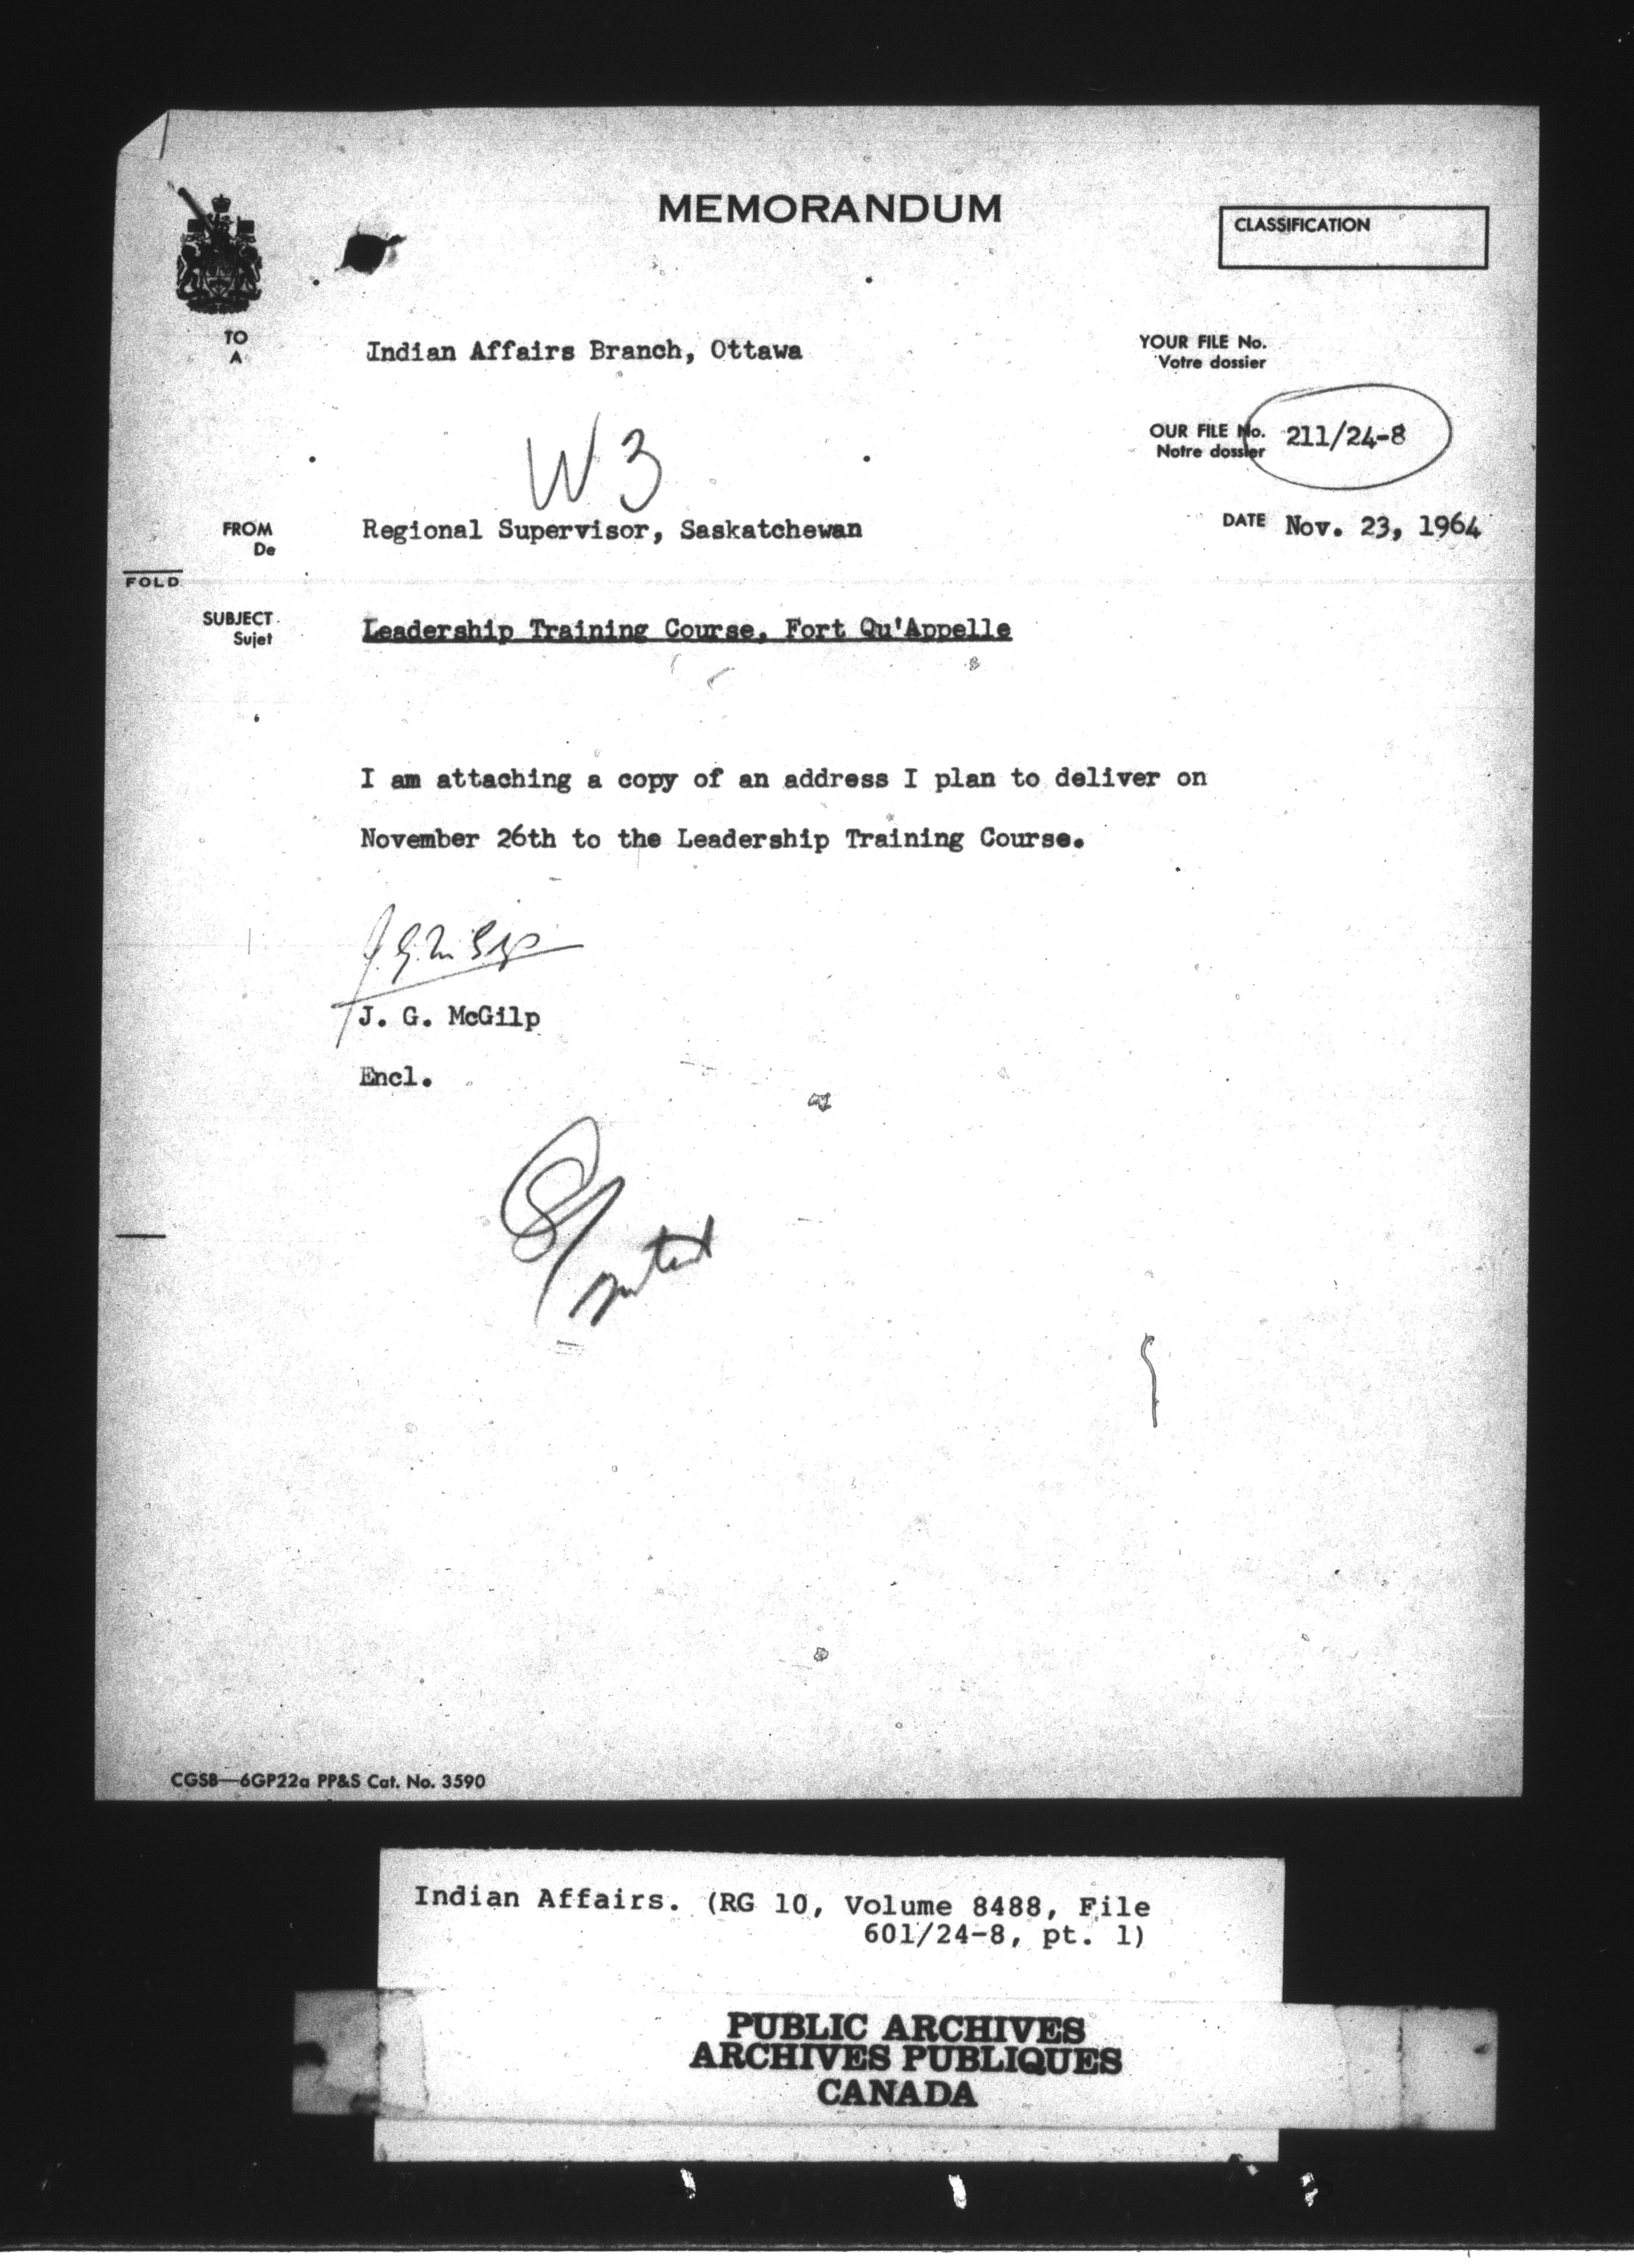 MEMORANDUM
CLASSIFICATION
TO
A
Indian Affairs Branch, Ottawa
YOUR FILE No.
Votre dossier
W 3
OUR FILE No.
Notre dossier
211/24-8
FROM
De
Regional Supervisor, Saskatchewan
DATE Nov. 23, 1964
FOLD
SUBJECT
Sujet
Leadership Training Course, Fort Qu'Appelle
I am attaching a copy of an address I plan to deliver on
November 26th to the Leadership Training Course.
J. G. McGilp
Encl.
CGSB—6GP22a PP&S Cat. No. 3590
Indian Affairs. (RG 10, Volume 8488, File
601/24-8, pt. 1)
PUBLIC ARCHIVES
ARCHIVES PUBLIQUES
CANADA